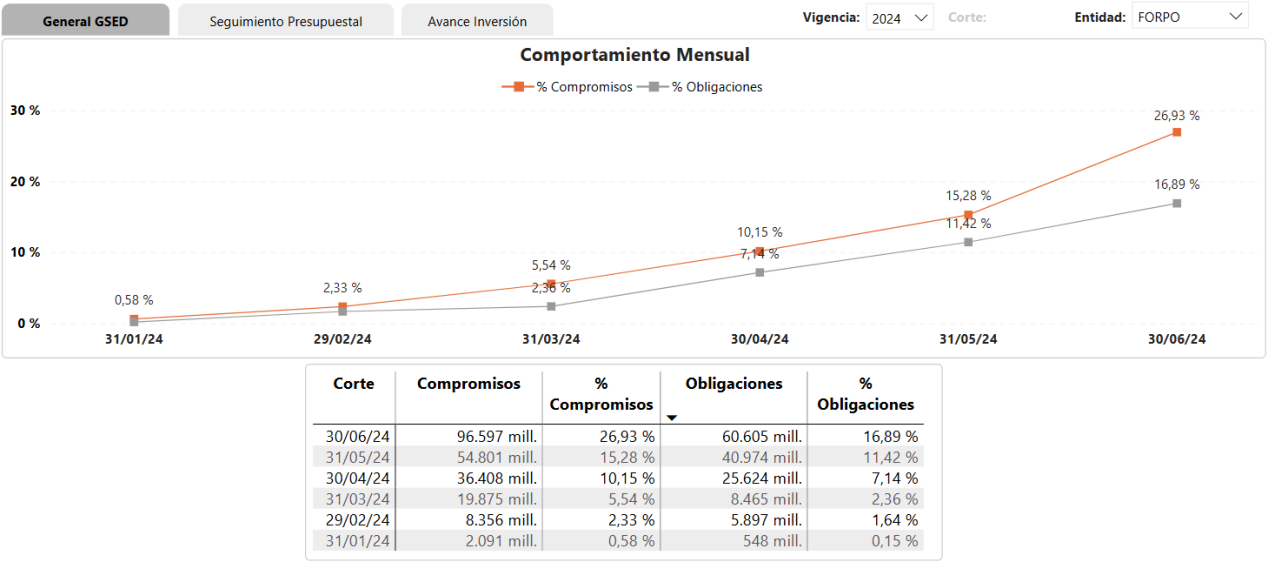 General GSED Seguimiento Presupuestal Avance Inversión Vigencia: 2024 Corte: Entidad: FORPO
Comportamiento Mensual
% Compromisos % Obligaciones
30 %
20 %
10 %
0 %
0,58 %
2,33 %
5,54 %
2,36 %
10,15 %
7,14 %
15,28 %
11,42 %
26,93 %
16,89 %
31/01/24 29/02/24 31/03/24 30/04/24 31/05/24 30/06/24
Corte Compromisos % Compromisos Obligaciones % Obligaciones
30/06/24 96.597 mill. 26,93 % 60.605 mill. 16,89 %
31/05/24 54.801 mill. 15,28 % 40.974 mill. 11,42 %
30/04/24 36.408 mill. 10,15 % 25.624 mill. 7,14 %
31/03/24 19.875 mill. 5,54 % 8.465 mill. 2,36 %
29/02/24 8.356 mill. 2,33 % 5.897 mill. 1,64 %
31/01/24 2.091 mill. 0,58 % 548 mill. 0,15 %